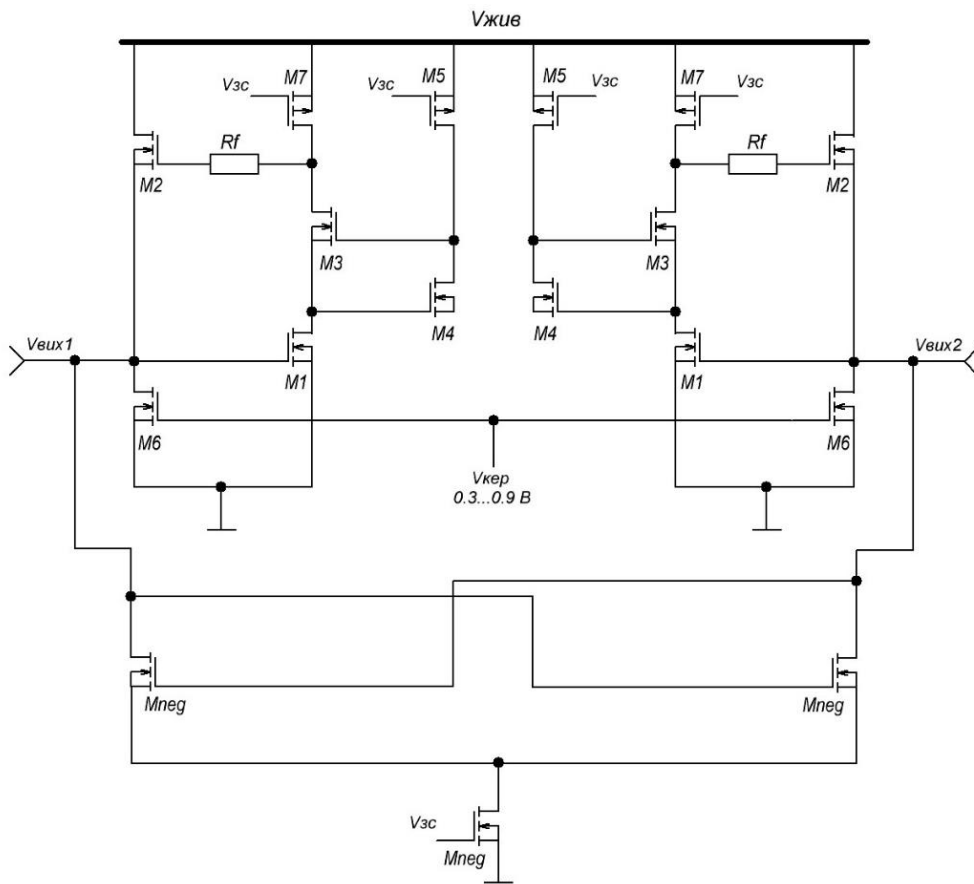 Vжив
M7
M5
M5
M7
Vзс
Vзс
Vзс
Vзс
Rf
Rf
M2
M2
M3
M3
M4
M4
Vвих1
Vвих2
M1
M1
M6
M6
Vкер
0.3...0.9 В
Mneg
Mneg
Vзс
Mneg